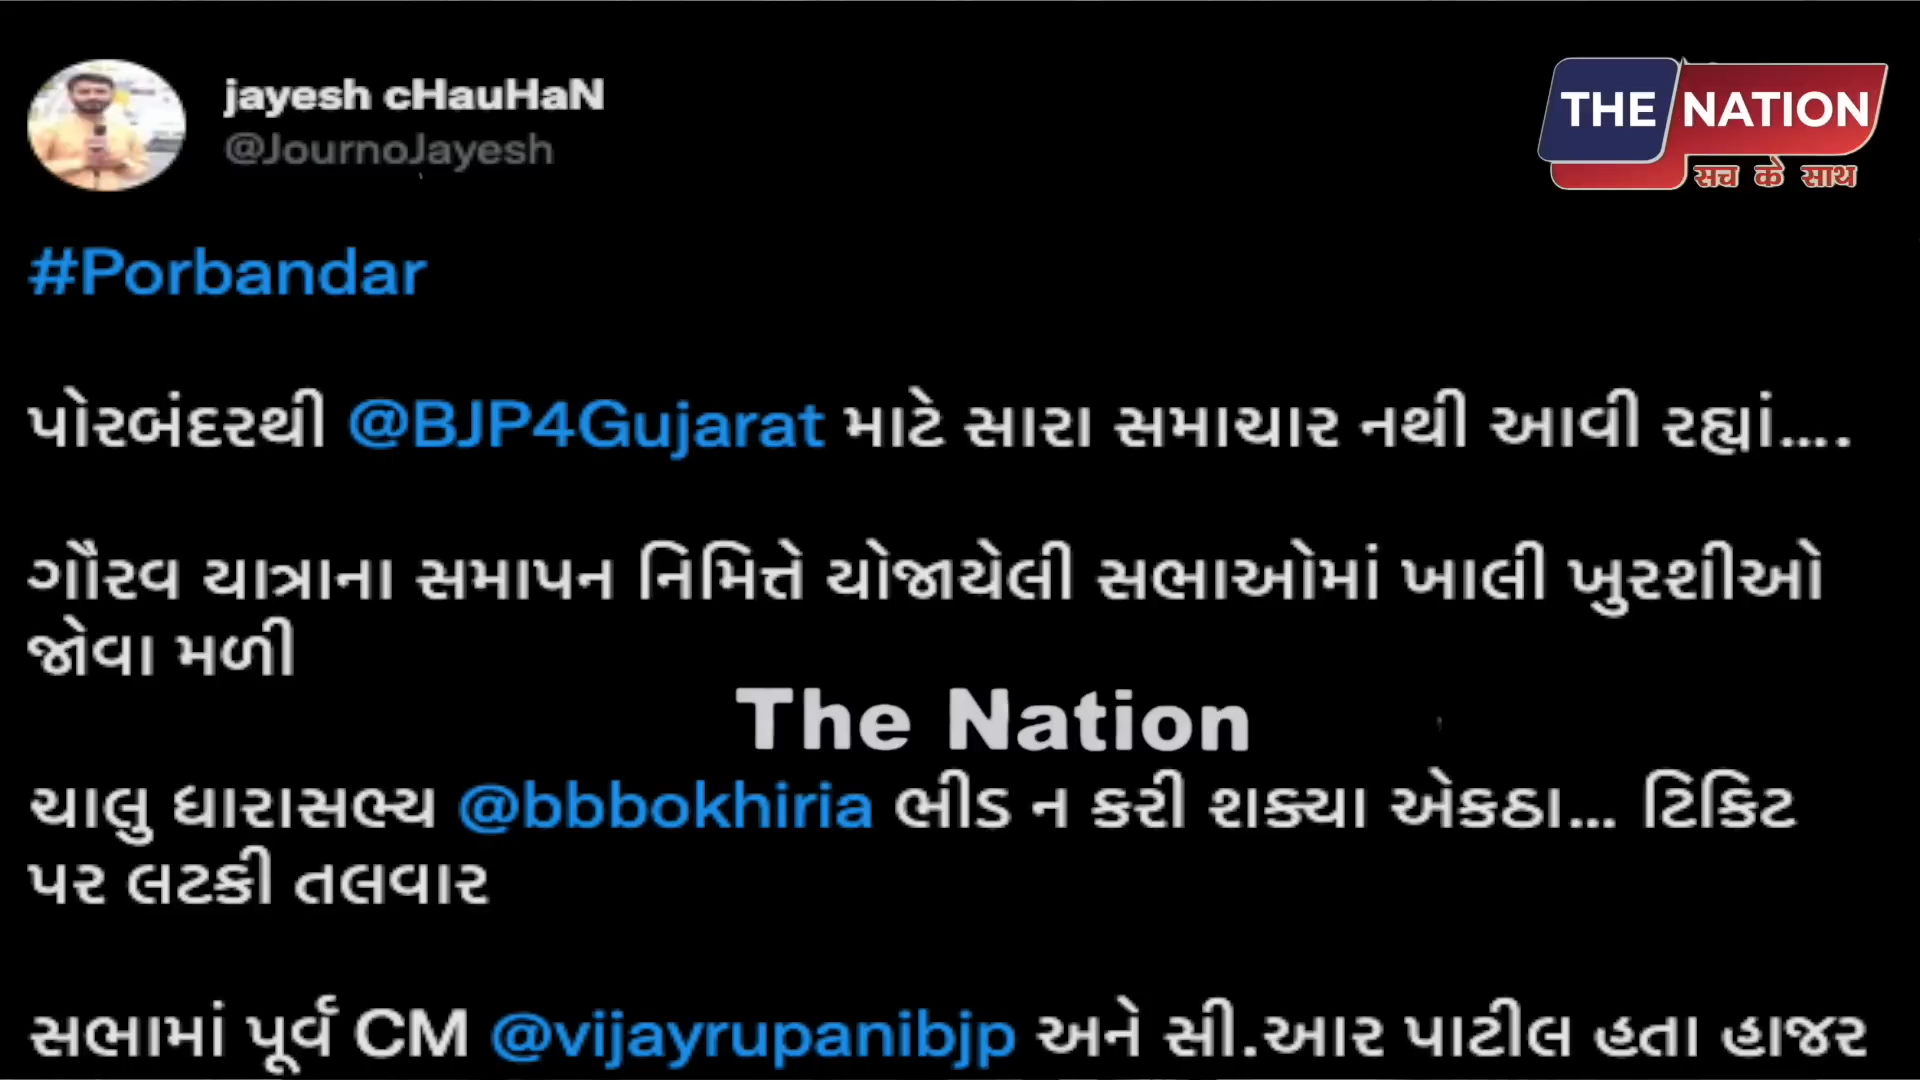 jayesh cHauHaN
@JournoJayesh
THE NATION
सच के साथ
#Porbandar
પોરબંદરથી @BJP4Gujarat માટે સારા સમાચાર નથી આવી રહ્યાં....
ગૌરવ યાત્રાના સમાપન નિમિત્તે યોજાયેલી સભાઓમાં ખાલી ખુરશીઓ
જોવા મળી
The Nation
ચાલુ ધારાસભ્ય @bbbokhiria ભીડ ન કરી શક્યા એકઠા... ટિકિટ
પર લટકી તલવાર
સભામાં પૂર્વ CM @vijayrupanibjp અને સી.આર પાટીલ હતા હાજર